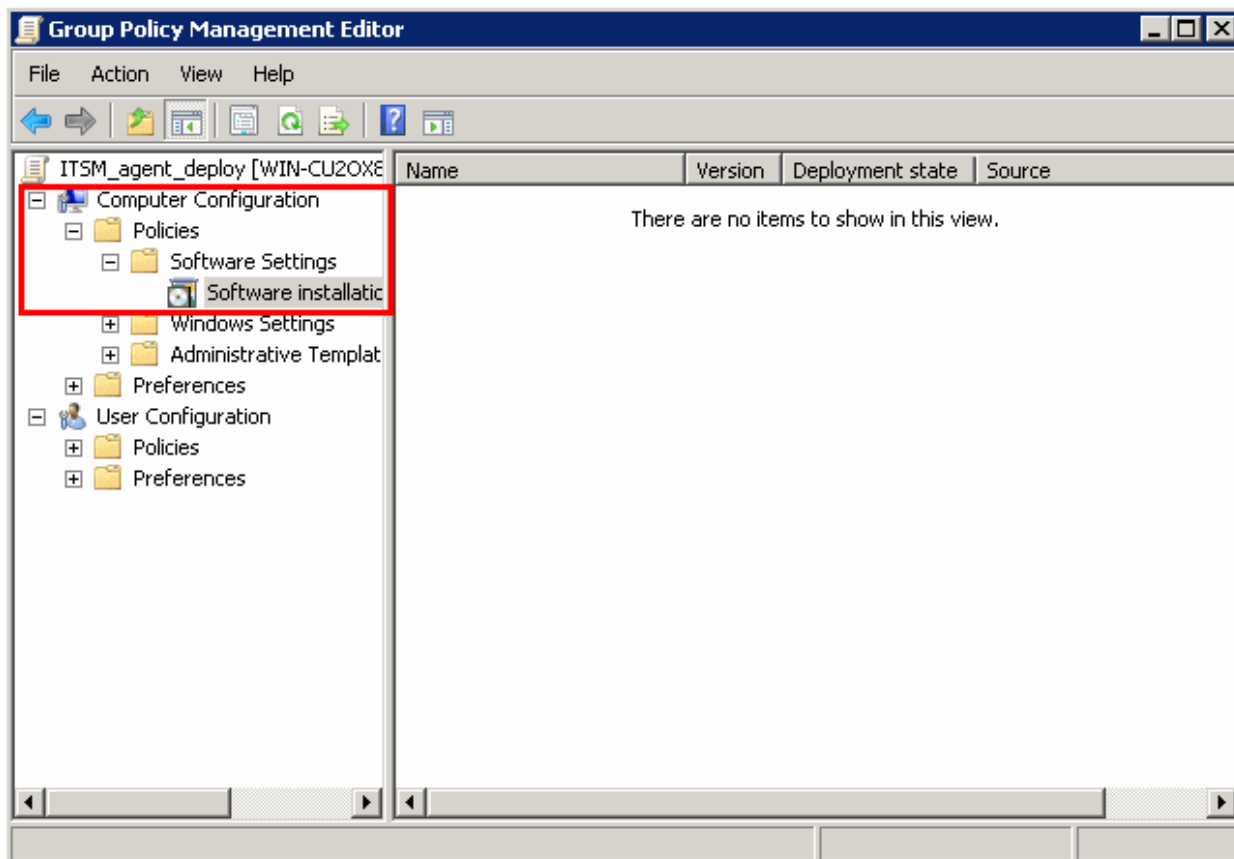 Group Policy Management Editor
File Action View Help
ITSM_agent_deploy [WIN-CU2OX8
Name Version Deployment state Source
Computer Configuration
There are no items to show in this view.
Policies
Software Settings
Software installatic
Windows Settings
Administrative Templat
Preferences
User Configuration
Policies
Preferences